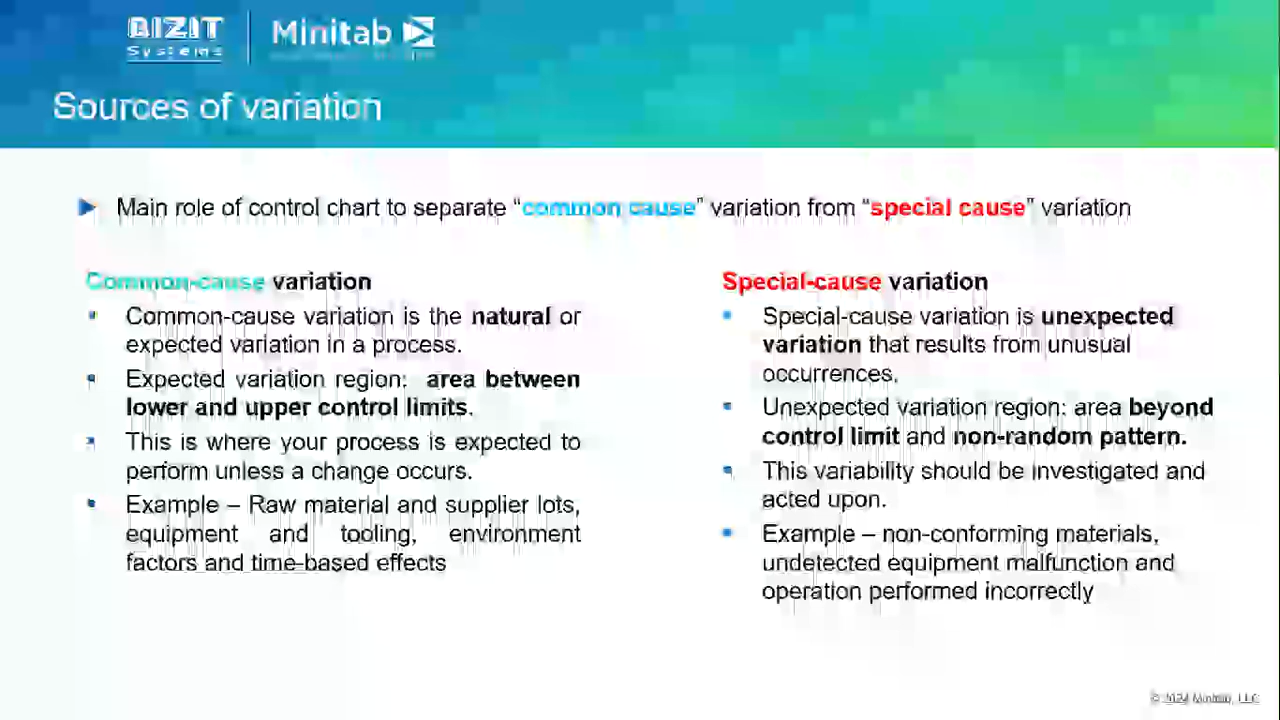 BIZIT
Systems
Minitab
Sources of variation
Main role of control chart to separate “common cause” variation from “special cause” variation
Common-cause variation
Common-cause variation is the natural or
expected variation in a process.
Expected variation region: area between
lower and upper control limits.
This is where your process is expected to
perform unless a change occurs.
Example – Raw material and supplier lots,
equipment and tooling, environment
factors and time-based effects
Special-cause variation
Special-cause variation is unexpected
variation that results from unusual
occurrences.
Unexpected variation region: area beyond
control limit and non-random pattern.
This variability should be investigated and
acted upon.
Example – non-conforming materials,
undetected equipment malfunction and
operation performed incorrectly
© 2024 Minitab, LLC